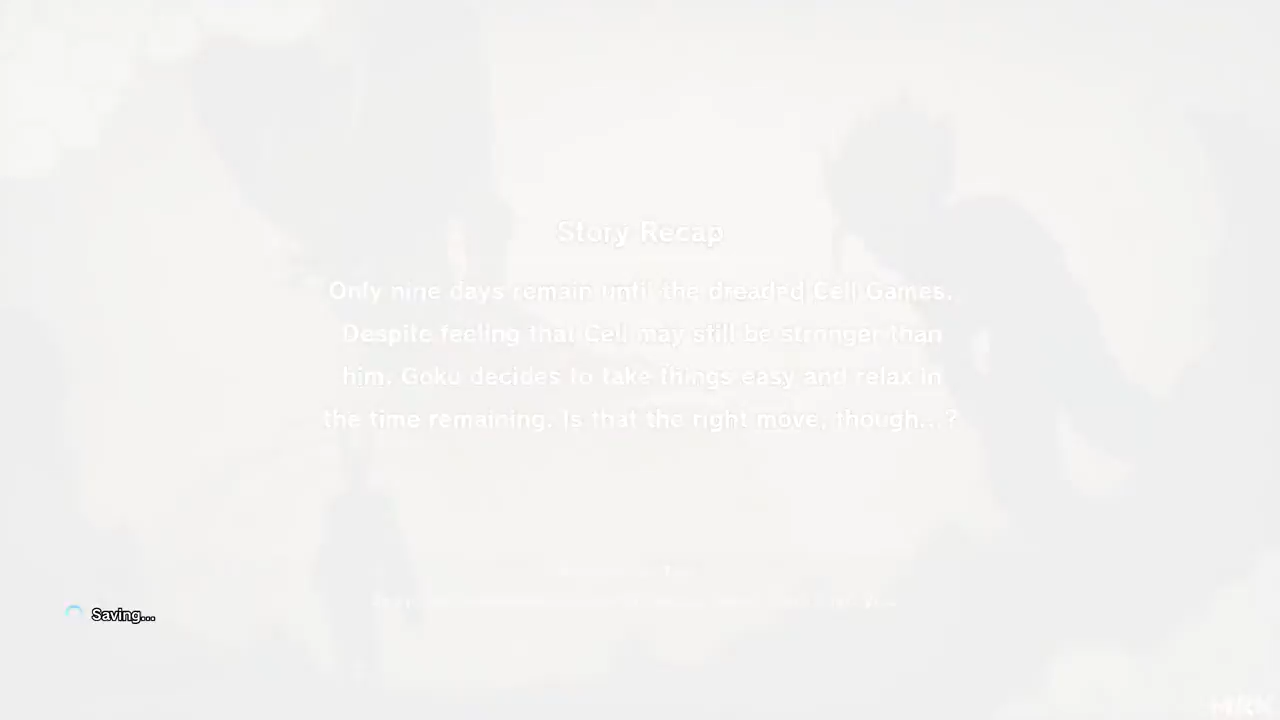 Story Recap
Only nine days remain until the dreaded Cell Games.
Despite feeling that Cell may still be stronger than
him, Goku decides to take things easy and relax in
the time remaining. Is that the right move, though...?
Saving...
MRK